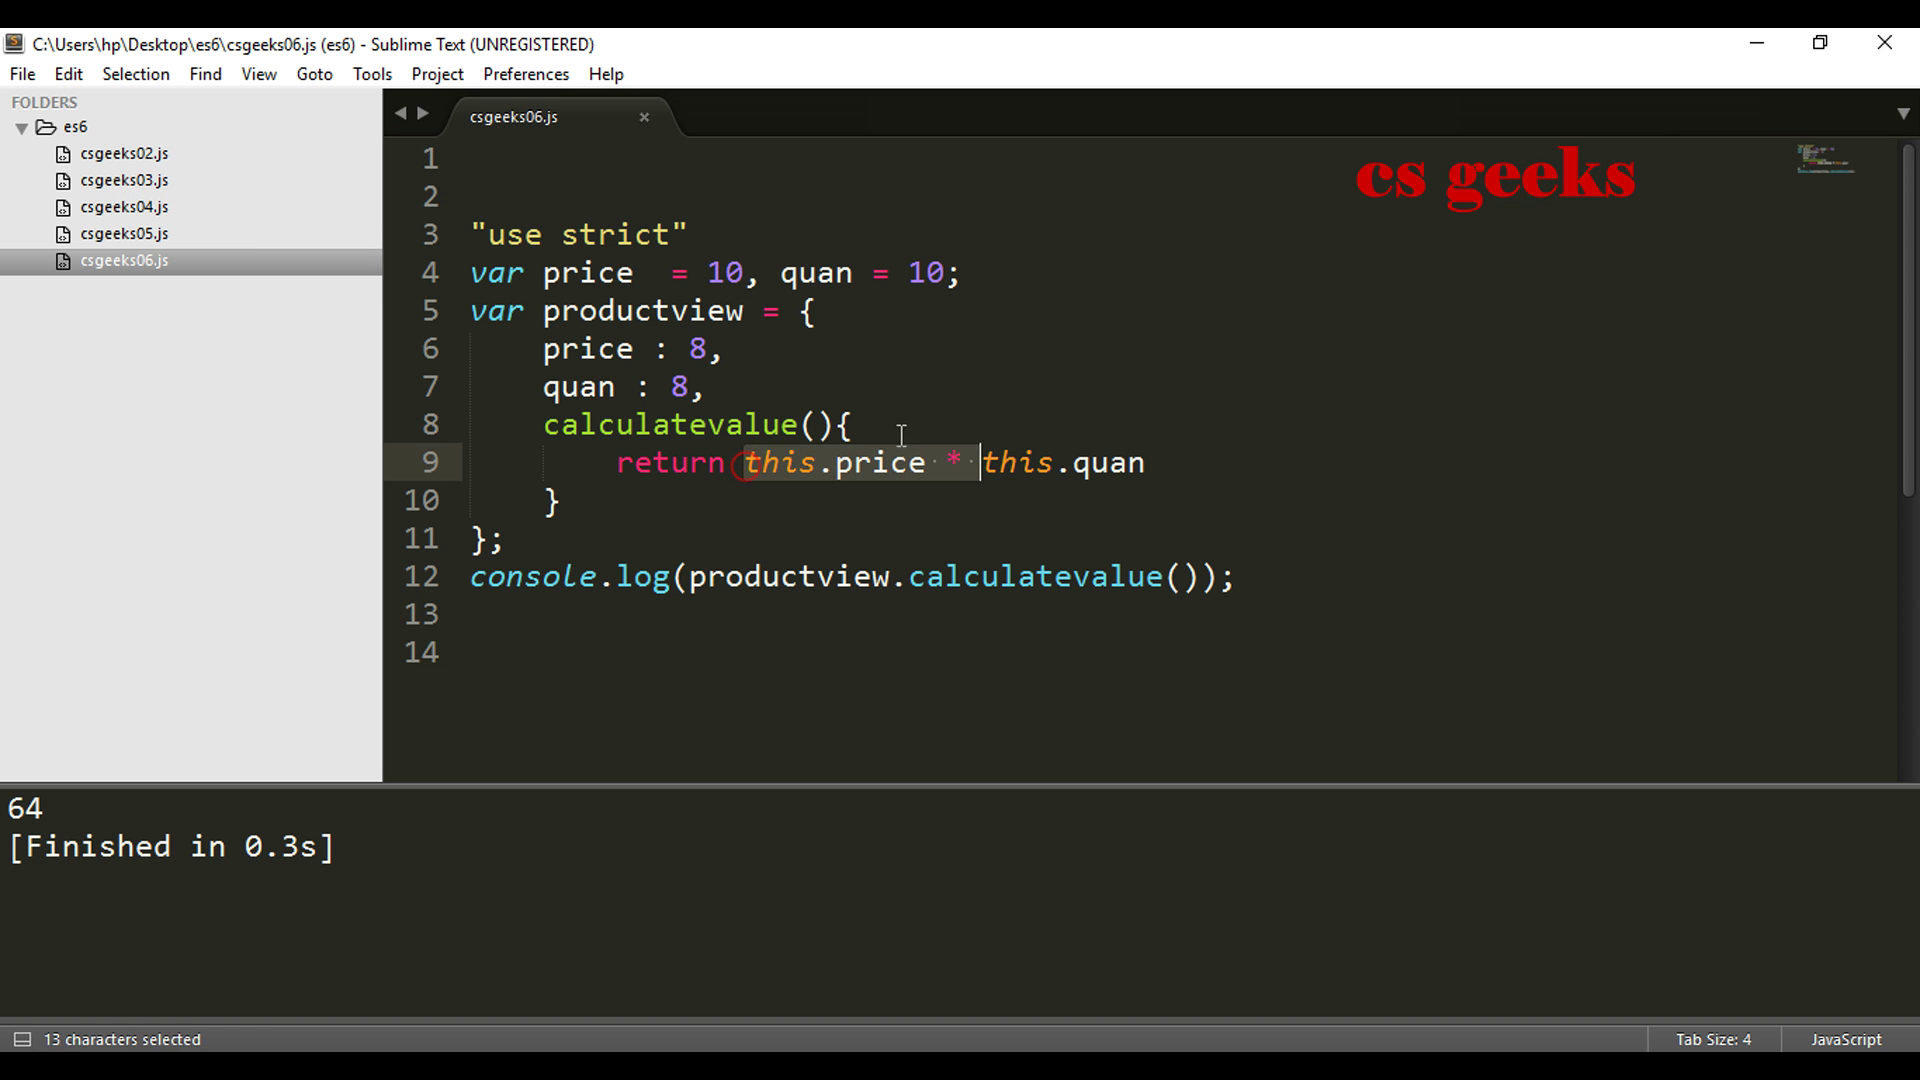 C:\Users\hp\Desktop\es6\csgeeks06.js (es6) - Sublime Text (UNREGISTERED)
File Edit Selection Find View Goto Tools Project Preferences Help
FOLDERS
es6
csgeeks02.js
csgeeks03.js
csgeeks04.js
csgeeks05.js
csgeeks06.js
csgeeks06.js
cs geeks
1
2
3 "use strict"
4 var price  = 10, quan = 10;
5 var productview = {
6     price : 8,
7     quan : 8,
8     calculatevalue(){
9         return this.price * this.quan
10     }
11 };
12 console.log(productview.calculatevalue());
13
14
64
[Finished in 0.3s]
13 characters selected
Tab Size: 4
JavaScript